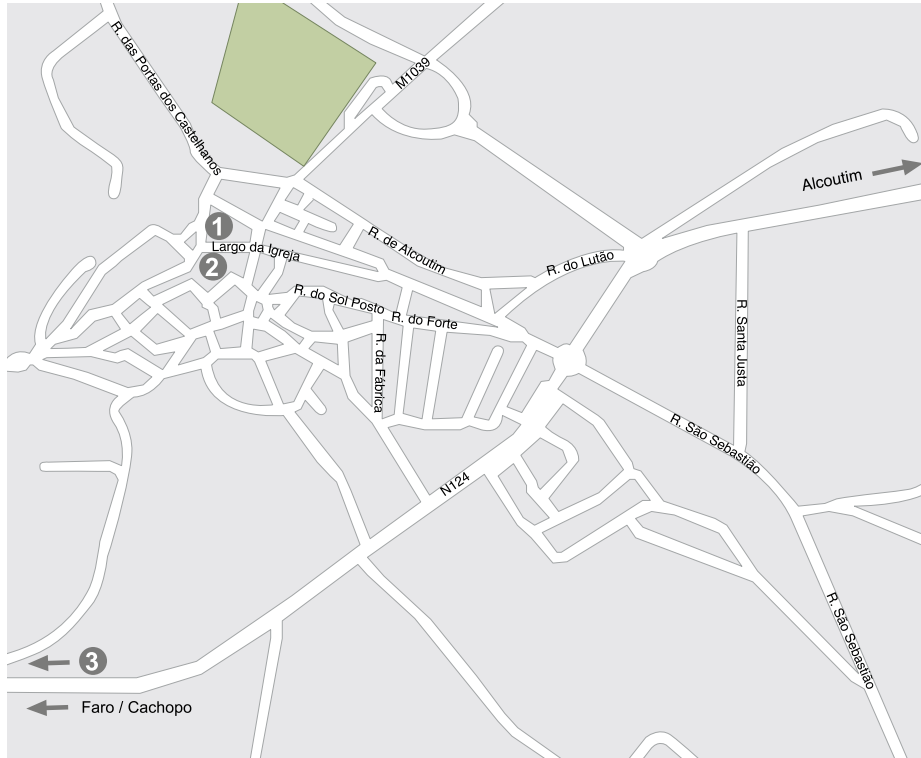 R. das Portas dos Castelhanos
M1039
Alcoutim
1
Largo da Igreja
2
R. de Alcoutim
R. do Lutão
R. do Sol Posto
R. do Forte
R. da Fábrica
R. Santa Justa
R. São Sebastião
N124
R. São Sebastião
3
Faro / Cachopo